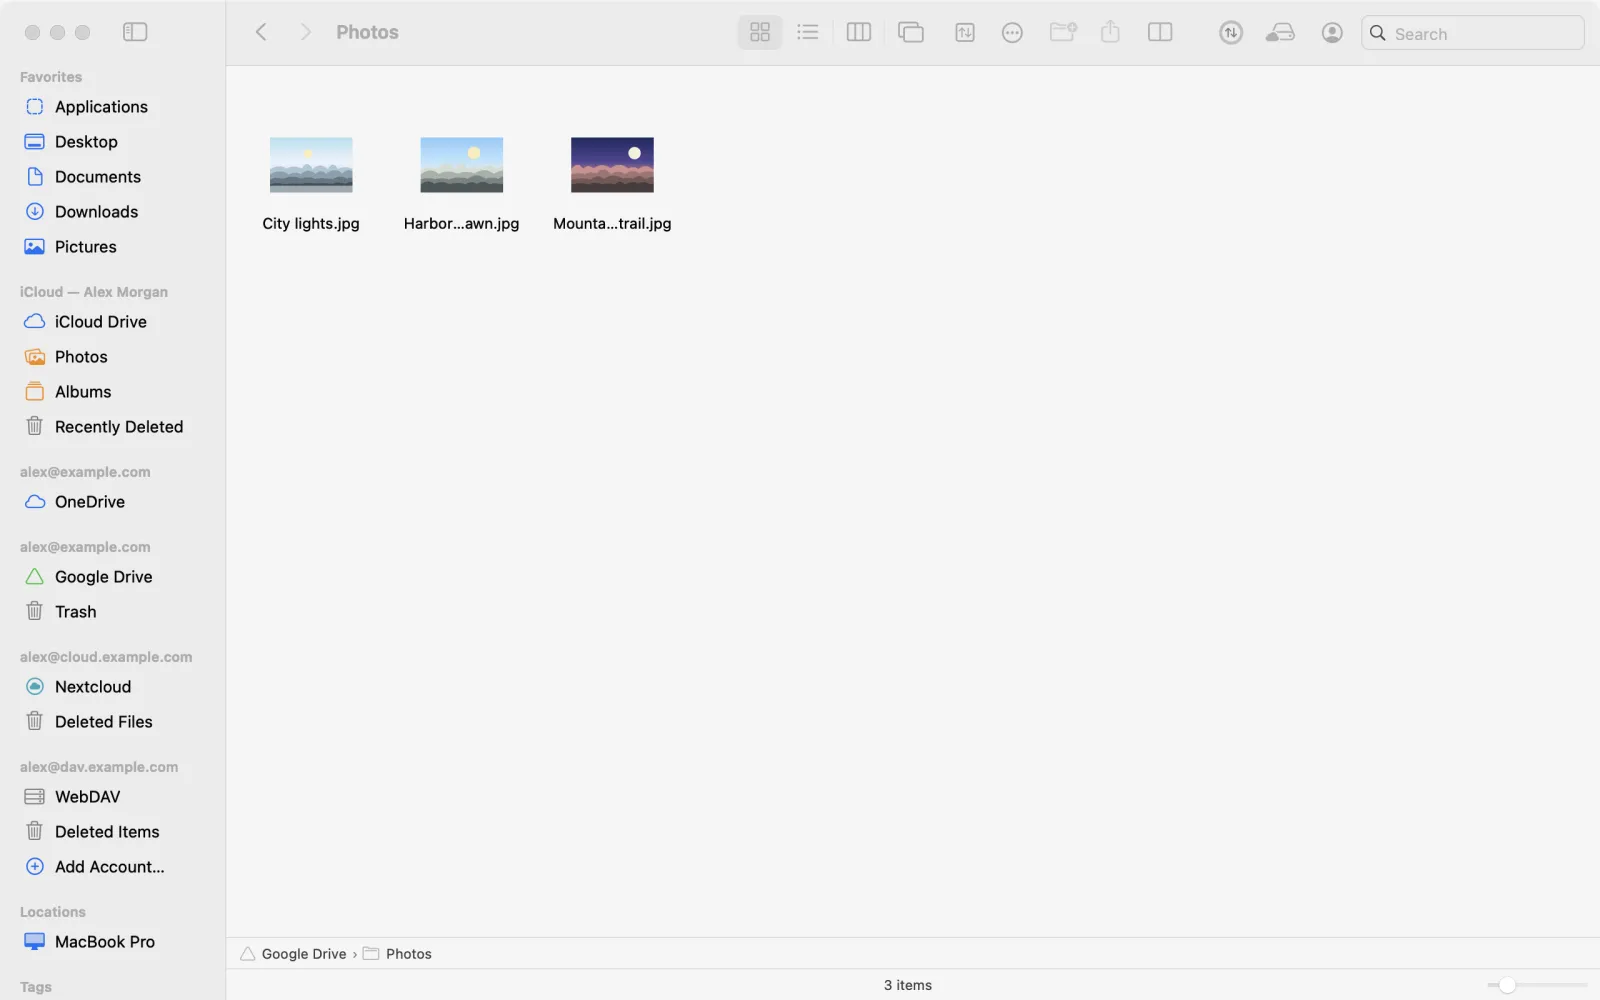 Photos
Search
Favorites
Applications
Desktop
Documents
Downloads
Pictures
iCloud — Alex Morgan
iCloud Drive
Photos
Albums
Recently Deleted
alex@example.com
OneDrive
alex@example.com
Google Drive
Trash
alex@cloud.example.com
Nextcloud
Deleted Files
alex@dav.example.com
WebDAV
Deleted Items
Add Account...
Locations
MacBook Pro
Tags
City lights.jpg
Harbor...awn.jpg
Mounta...trail.jpg
Google Drive › Photos
3 items